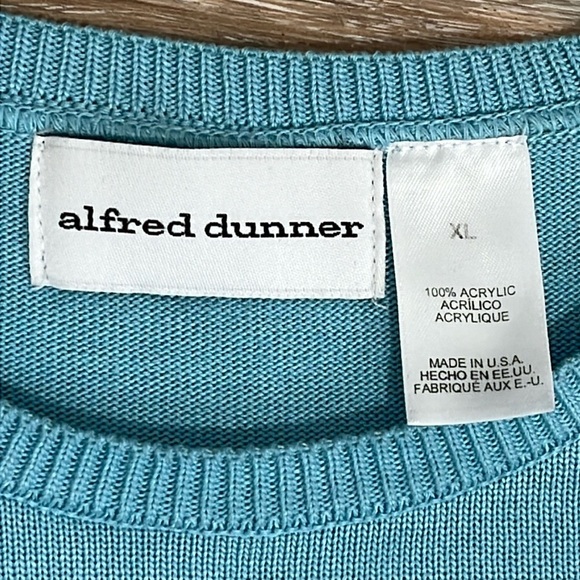 alfred dunner
XL
100% ACRYLIC
ACRÍLICO
ACRYLIQUE
MADE IN U.S.A.
HECHO EN EE.UU.
FABRIQUÉ AUX E.-U.